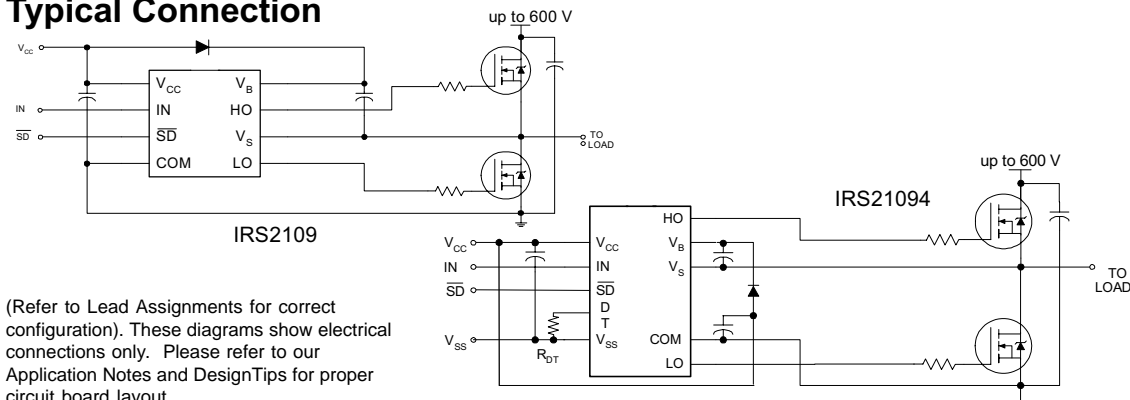 Typical Connection
up to 600 V
VCC
VCC
VB
IN
IN
HO
SD
SD
VS
TO
LOAD
COM
LO
IRS2109
up to 600 V
IRS21094
HO
VCC
VCC
VB
IN
IN
VS
TO
LOAD
SD
SD
D
T
VSS
RDT
VSS
COM
LO
(Refer to Lead Assignments for correct
configuration). These diagrams show electrical
connections only. Please refer to our
Application Notes and DesignTips for proper
circuit board layout